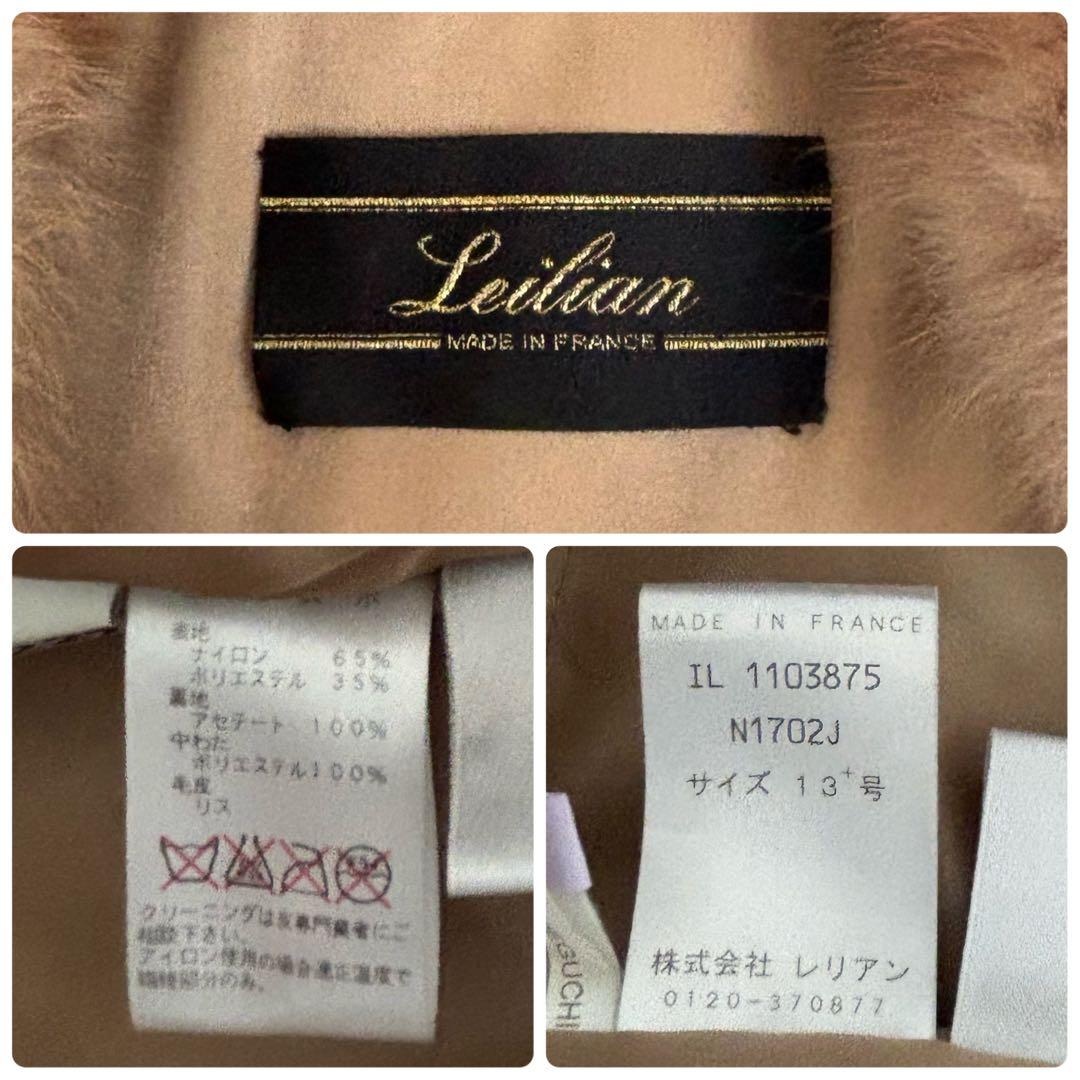 Leilian
MADE IN FRANCE
表地
ナイロン 65%
ポリエステル 35%
裏地
アセテート 100%
中わた
ポリエステル100%
毛皮
リス
クリーニングは皮専門業者にご
相談下さい。
アイロン使用の場合適正温度で
MADE IN FRANCE
IL 1103875
N1702J
サイズ 13+号
株式会社 レリアン
0120-370877
GUCHI